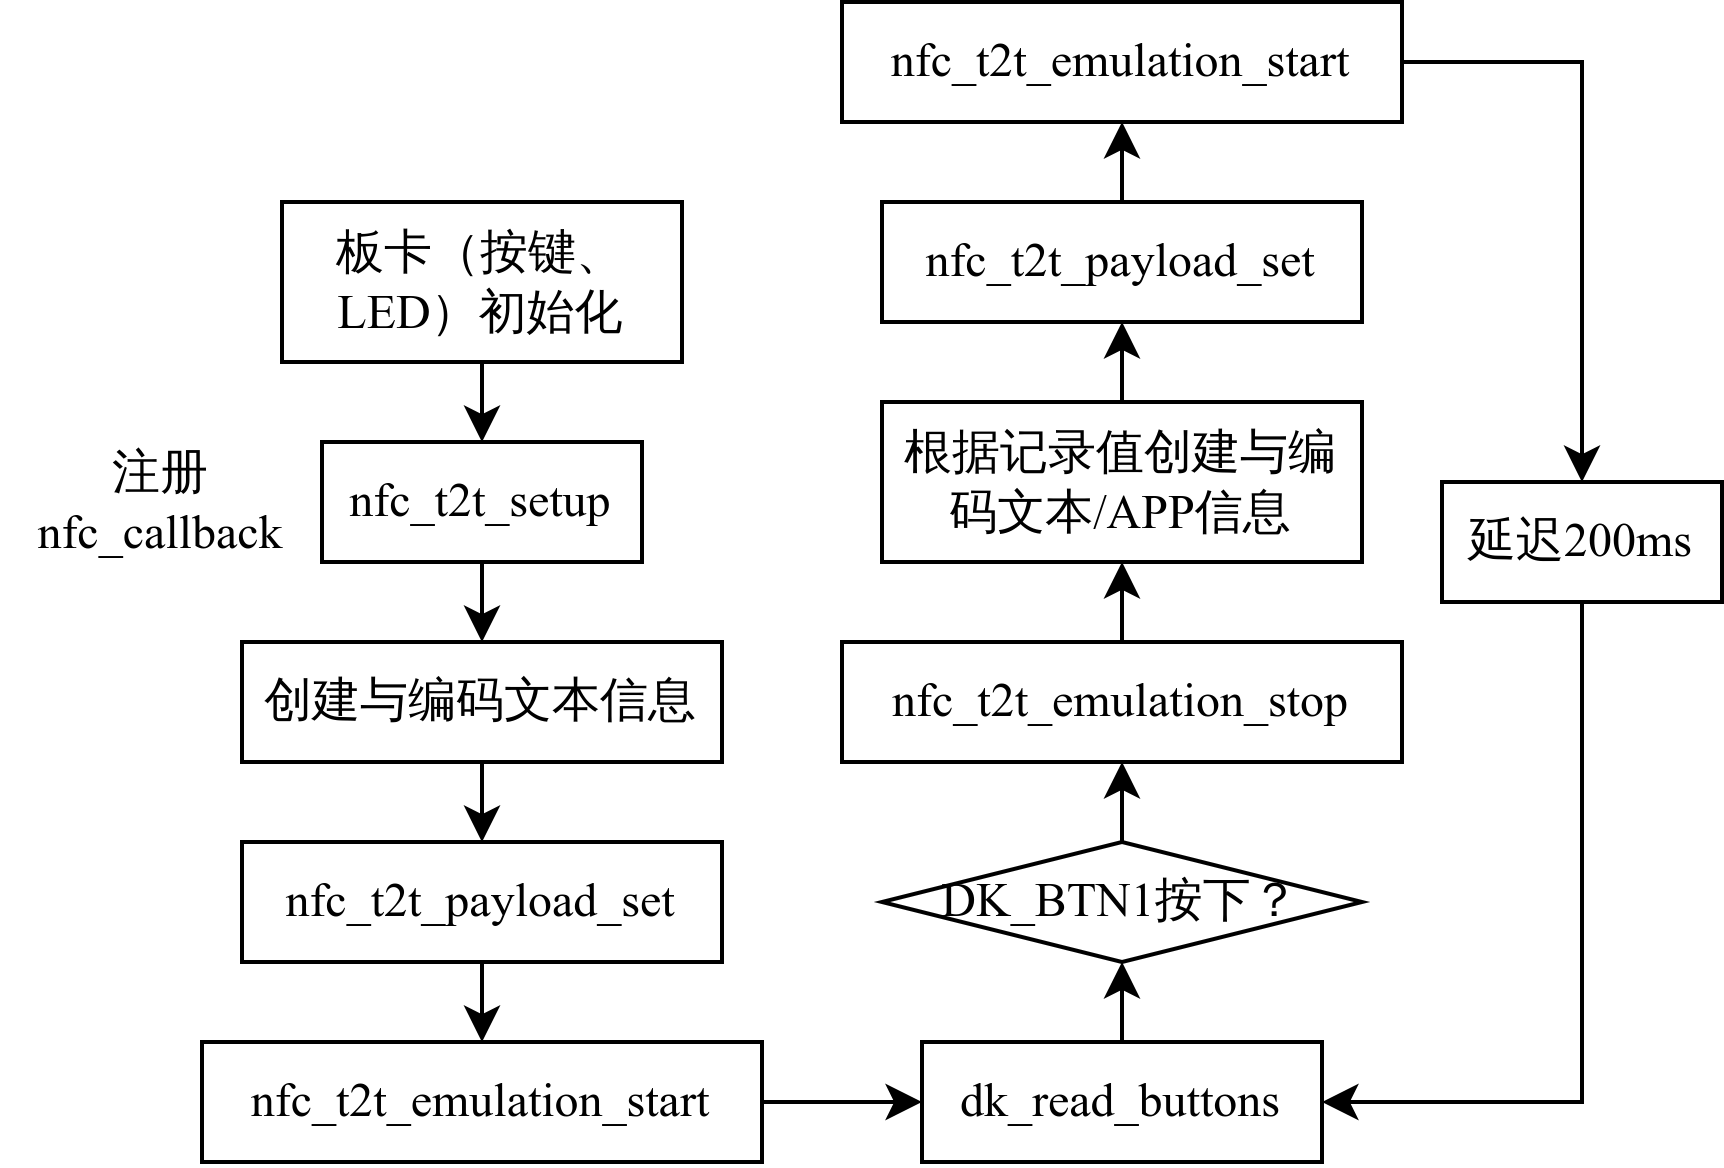 板卡（按键、
LED）初始化
注册
nfc_callback
nfc_t2t_setup
创建与编码文本信息
nfc_t2t_payload_set
nfc_t2t_emulation_start
dk_read_buttons
DK_BTN1按下？
nfc_t2t_emulation_stop
根据记录值创建与编
码文本/APP信息
nfc_t2t_payload_set
nfc_t2t_emulation_start
延迟200ms